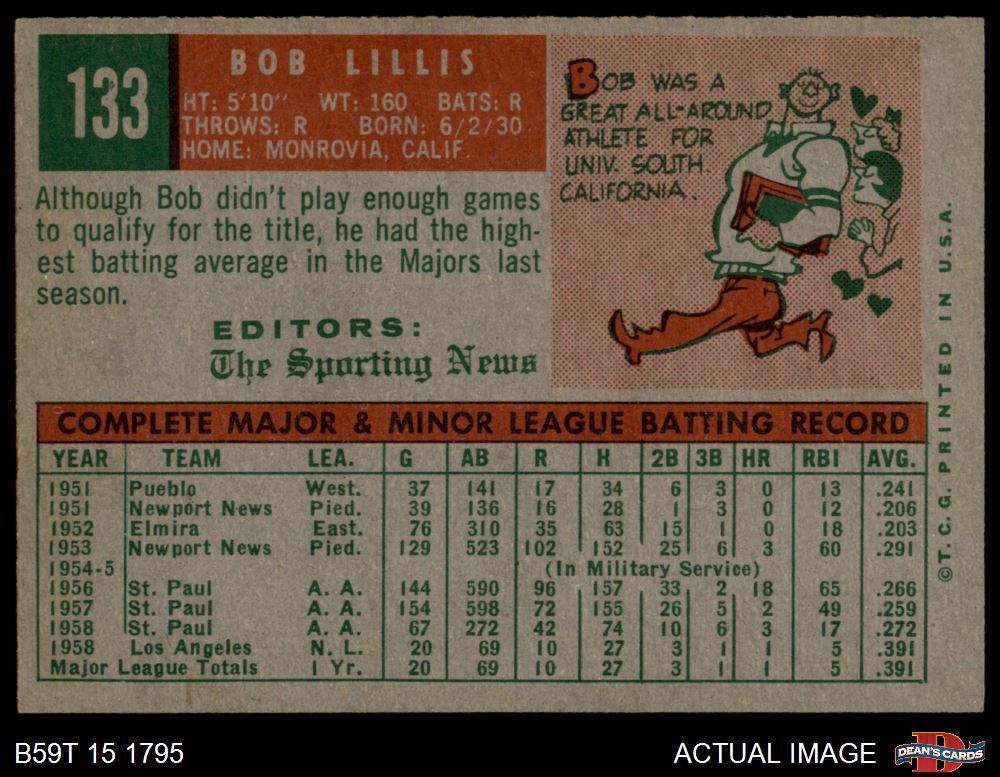 133
BOB LILLIS
HT: 5'10" WT: 160 BATS: R
THROWS: R BORN: 6/2/30
HOME: MONROVIA, CALIF.
BOB WAS A
GREAT ALL-AROUND
ATHLETE FOR
UNIV. SOUTH
CALIFORNIA.
Although Bob didn't play enough games
to qualify for the title, he had the high-
est batting average in the Majors last
season.
EDITORS:
The Sporting News
COMPLETE MAJOR & MINOR LEAGUE BATTING RECORD
YEAR TEAM LEA. G AB R H 2B 3B HR RBI AVG.
1951 Pueblo West. 37 141 17 34 6 3 0 13 .241
1951 Newport News Pied. 39 136 16 28 1 3 0 12 .206
1952 Elmira East. 76 310 35 63 15 1 0 18 .203
1953 Newport News Pied. 129 523 102 152 25 6 3 60 .291
1954-5 (In Military Service)
1956 St. Paul A. A. 144 590 96 157 33 2 18 65 .266
1957 St. Paul A. A. 154 598 72 155 26 5 2 49 .259
1958 St. Paul A. A. 67 272 42 74 10 6 3 17 .272
1958 Los Angeles N. L. 20 69 10 27 3 1 1 5 .391
Major League Totals 1 Yr. 20 69 10 27 3 1 1 5 .391
©T. C. G. PRINTED IN U.S.A.
B59T 15 1795
ACTUAL IMAGE
DEAN'S CARDS